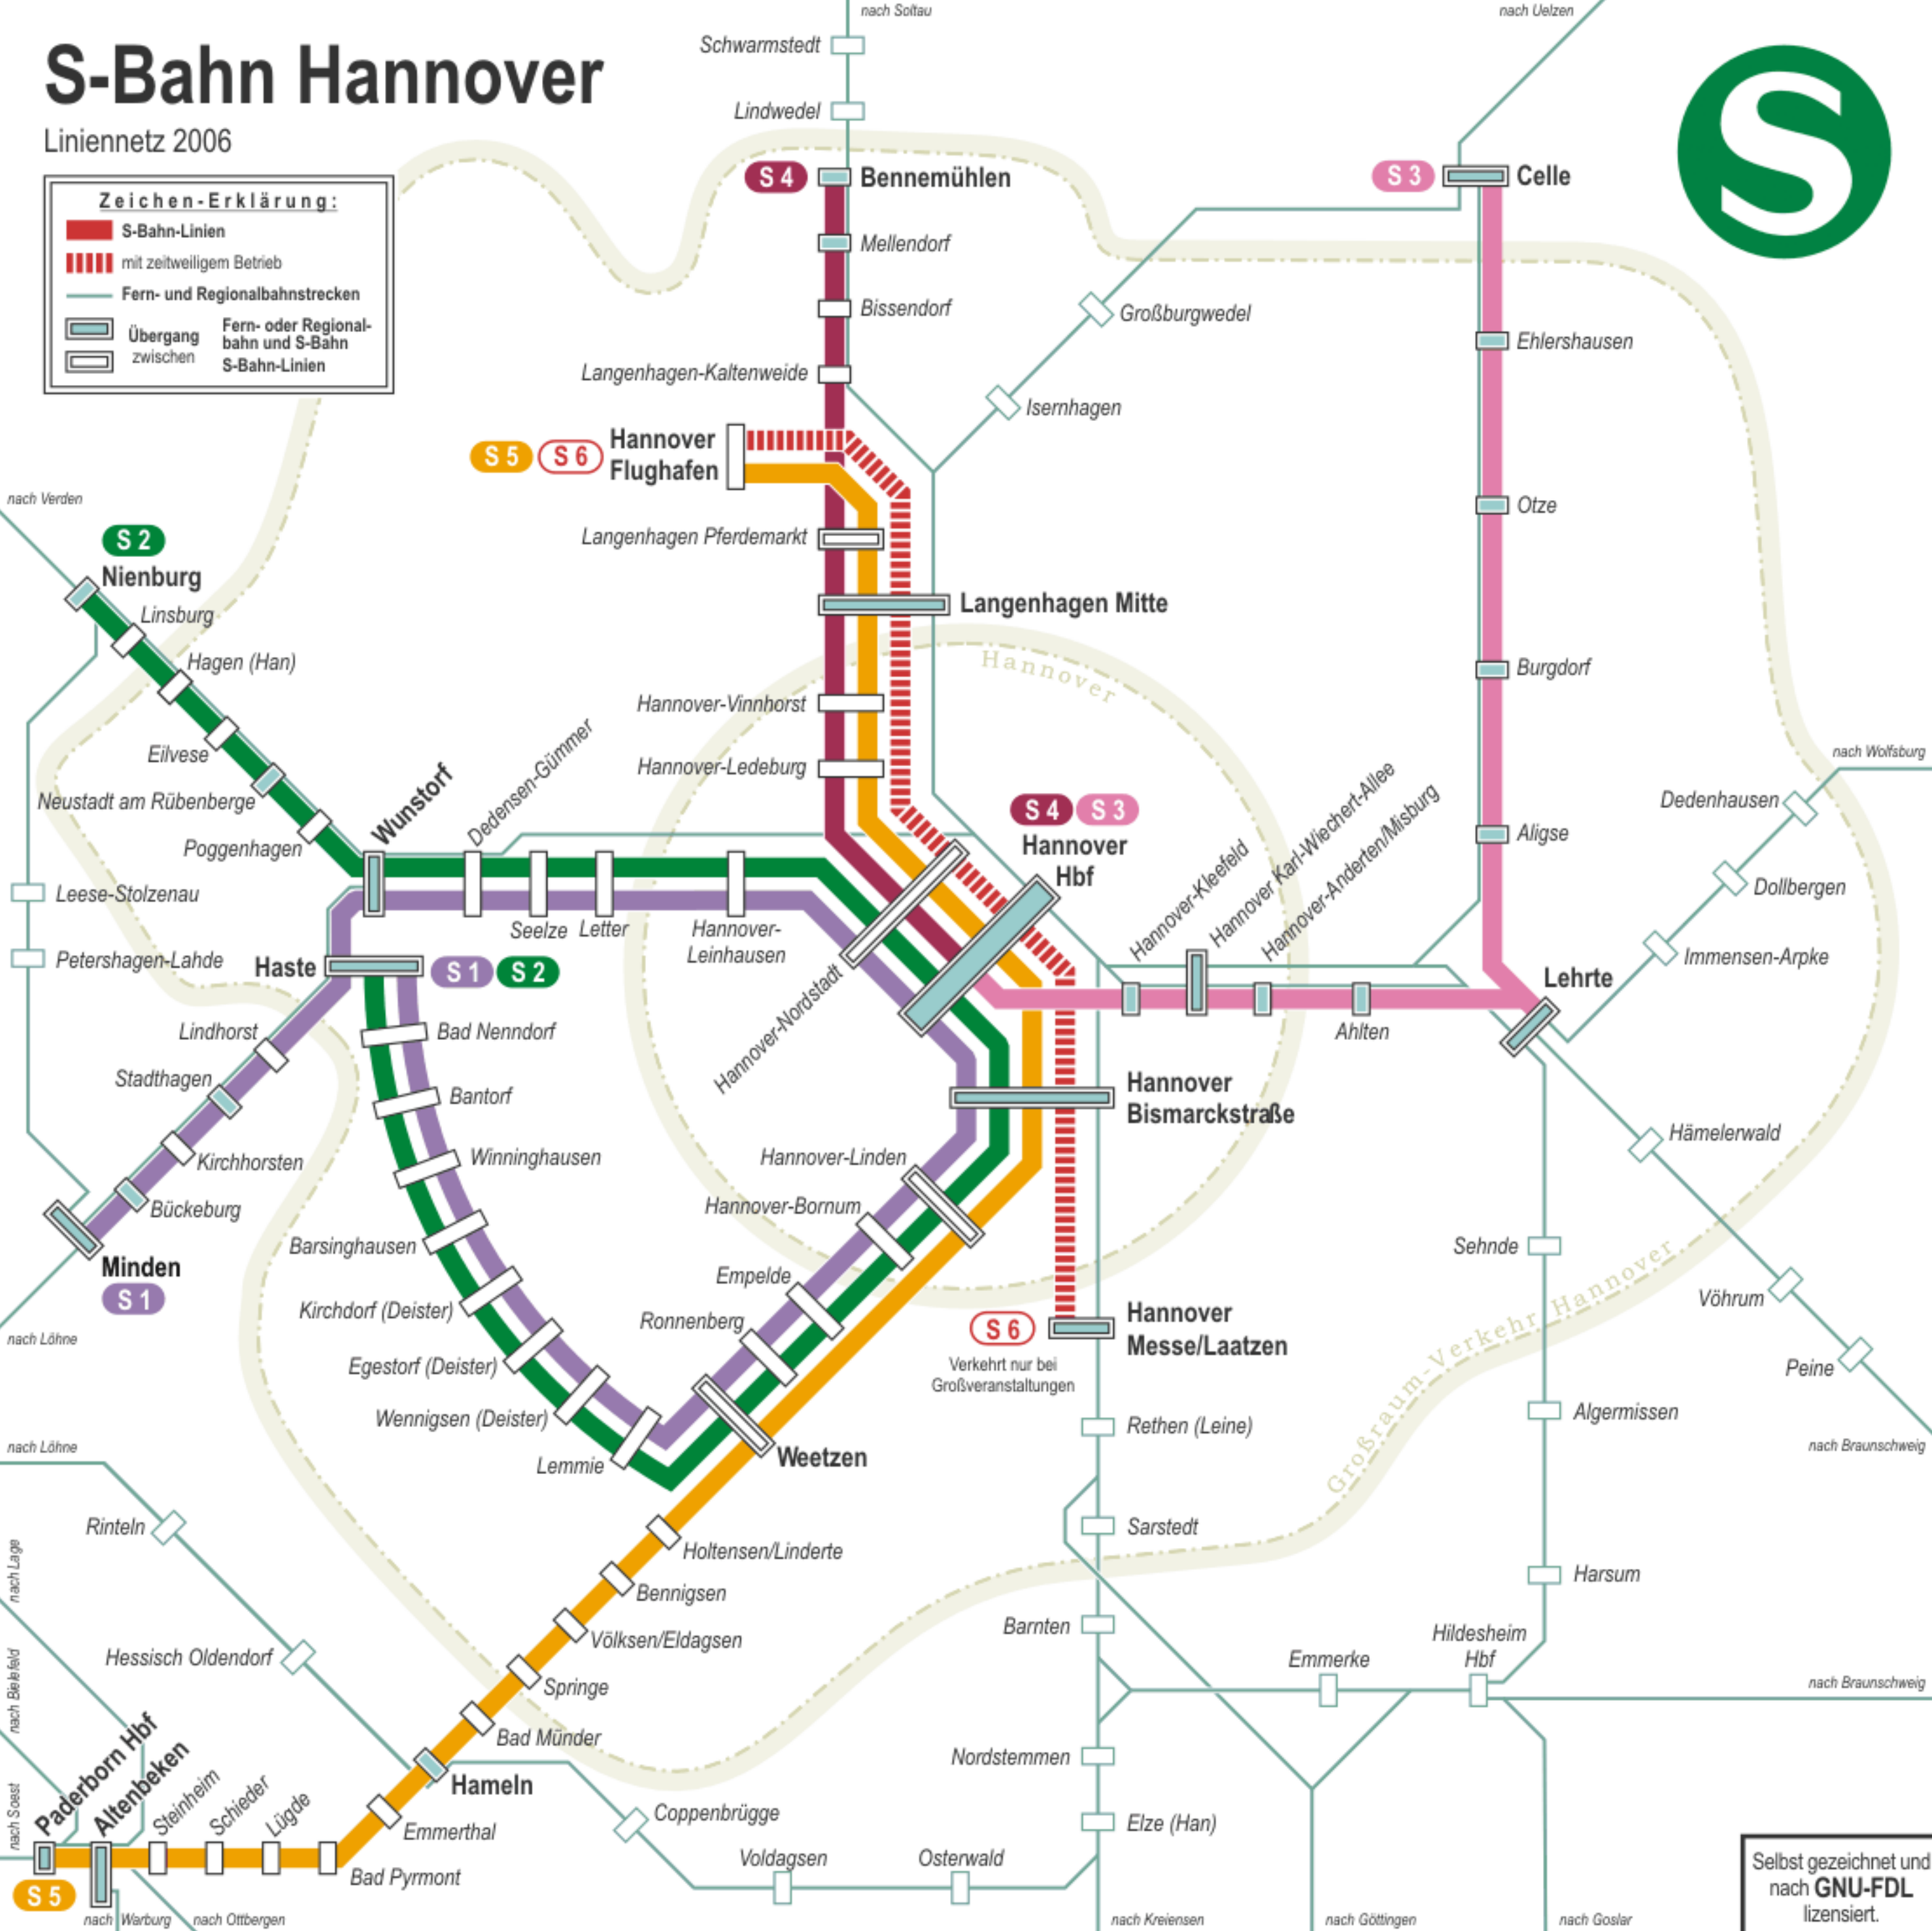 S-Bahn Hannover
Liniennetz 2006
Zeichen-Erklärung:
S-Bahn-Linien
mit zeitweiligem Betrieb
Fern- und Regionalbahnstrecken
Übergang
zwischen
Fern- oder Regional-
bahn und S-Bahn
S-Bahn-Linien
S
nach Soltau
Schwarmstedt
Lindwedel
S 4
Bennemühlen
Mellendorf
Bissendorf
Langenhagen-Kaltenweide
S 5
S 6
Hannover
Flughafen
Langenhagen Pferdemarkt
Langenhagen Mitte
Hannover
Hannover-Vinnhorst
Hannover-Ledeburg
nach Uelzen
S 3
Celle
Großburgwedel
Isernhagen
Ehlershausen
Otze
Burgdorf
Aligse
nach Wolfsburg
Dedenhausen
Dollbergen
Immensen-Arpke
Lehrte
nach Verden
S 2
Nienburg
Linsburg
Hagen (Han)
Eilvese
Neustadt am Rübenberge
Poggenhagen
Wunstorf
Dedensen-Gümmer
Seelze
Letter
Hannover-
Leinhausen
Hannover-Nordstadt
S 4
S 3
Hannover
Hbf
Hannover-Kleefeld
Hannover Karl-Wiechert-Allee
Hannover-Anderten/Misburg
Ahlten
Leese-Stolzenau
Petershagen-Lahde
Haste
S 1
S 2
Lindhorst
Stadthagen
Kirchhorsten
Bückeburg
Minden
S 1
nach Löhne
Bad Nenndorf
Bantorf
Winninghausen
Barsinghausen
Kirchdorf (Deister)
Egestorf (Deister)
Wennigsen (Deister)
Lemmie
Hannover
Bismarckstraße
Hannover-Linden
Hannover-Bornum
Empelde
Ronnenberg
Weetzen
S 6
Verkehrt nur bei
Großveranstaltungen
Hannover
Messe/Laatzen
Rethen (Leine)
Sarstedt
Barnten
Nordstemmen
Elze (Han)
Hämelerwald
Vöhrum
Peine
nach Braunschweig
Sehnde
Algermissen
Harsum
Großraum-Verkehr Hannover
Hildesheim
Hbf
Emmerke
nach Braunschweig
Holtensen/Linderte
Bennigsen
Völksen/Eldagsen
Springe
Bad Münder
Hameln
Emmerthal
Bad Pyrmont
Lügde
Schieder
Steinheim
Altenbeken
Paderborn Hbf
S 5
nach Löhne
Rinteln
Hessisch Oldendorf
nach Lage
nach Bielefeld
nach Soest
nach Warburg
nach Ottbergen
Coppenbrügge
Voldagsen
Osterwald
nach Kreiensen
nach Göttingen
nach Goslar
Selbst gezeichnet und
nach GNU-FDL
lizensiert.